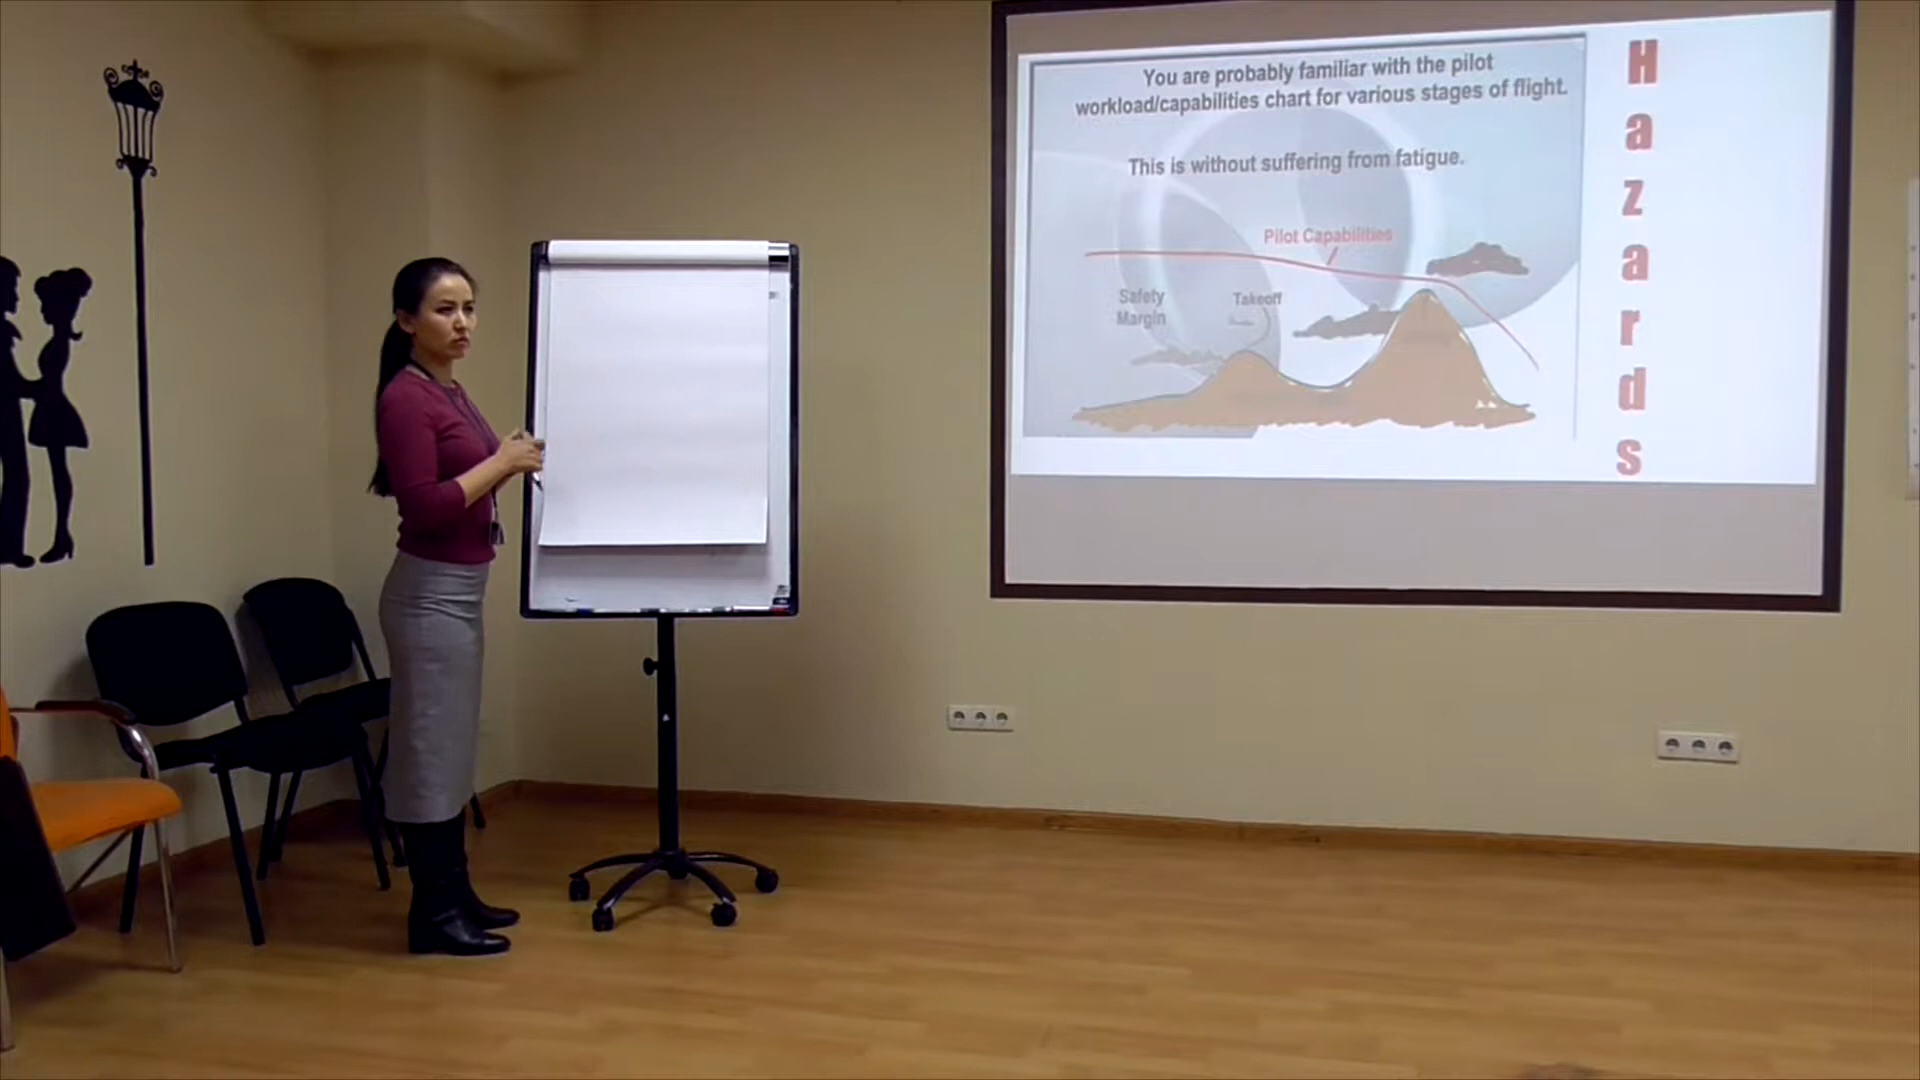 You are probably familiar with the pilot
workload/capabilities chart for various stages of flight.
This is without suffering from fatigue.
Pilot Capabilities
Safety
Margin
Takeoff
H
a
z
a
r
d
s